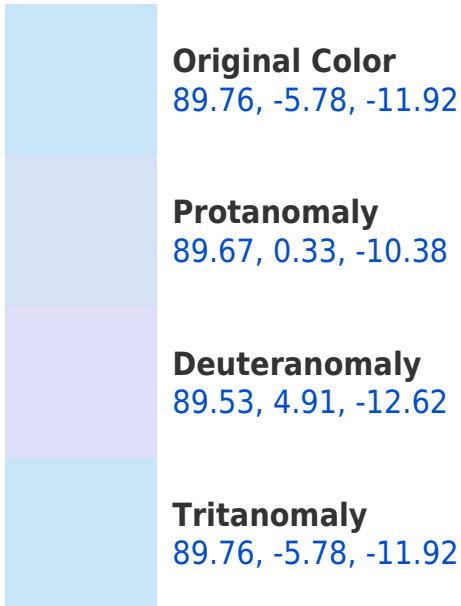 Original Color
89.76, -5.78, -11.92
Protanomaly
89.67, 0.33, -10.38
Deuteranomaly
89.53, 4.91, -12.62
Tritanomaly
89.76, -5.78, -11.92